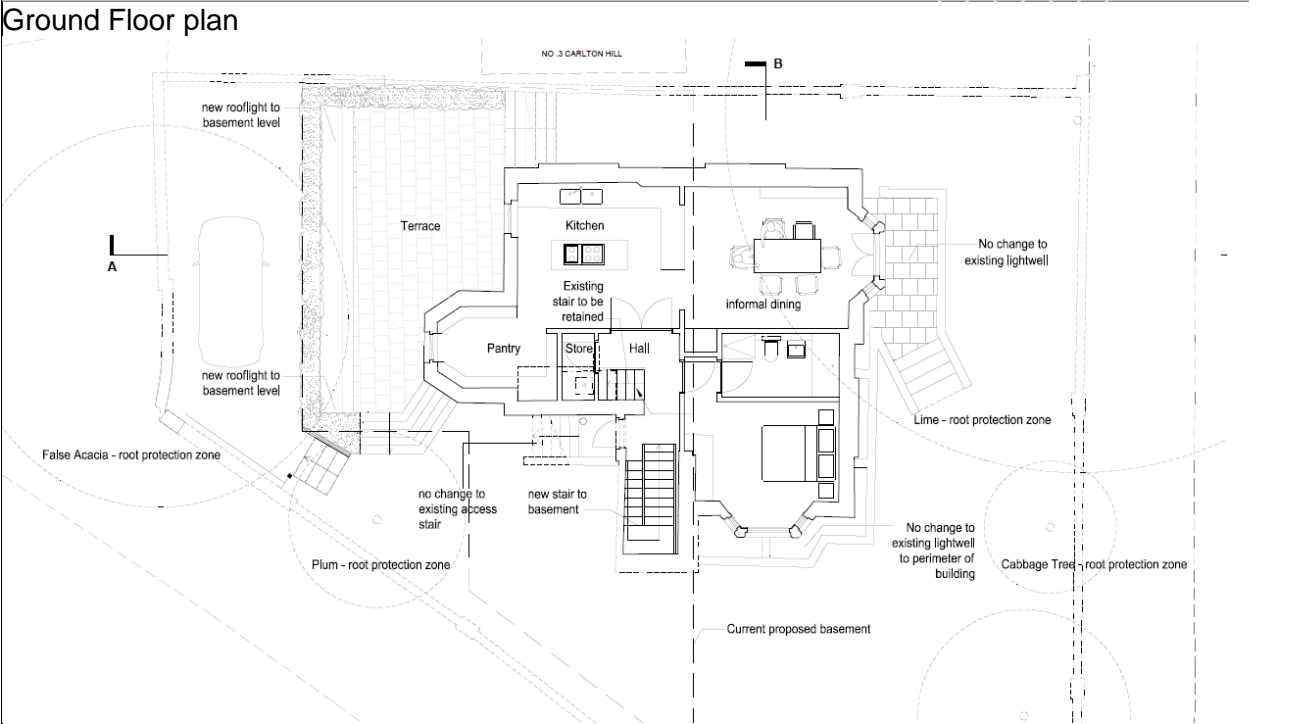 Ground Floor plan
NO .3 CARLTON HILL
B
new rooflight to
basement level
Terrace
Kitchen
No change to
existing lightwell
A
Existing
stair to be
retained
informal dining
Pantry
Store
Hall
new rooflight to
basement level
Lime - root protection zone
False Acacia - root protection zone
no change to
existing access
stair
new stair to
basement
No change to
existing lightwell
to perimeter of
building
Plum - root protection zone
Cabbage Tree - root protection zone
Current proposed basement